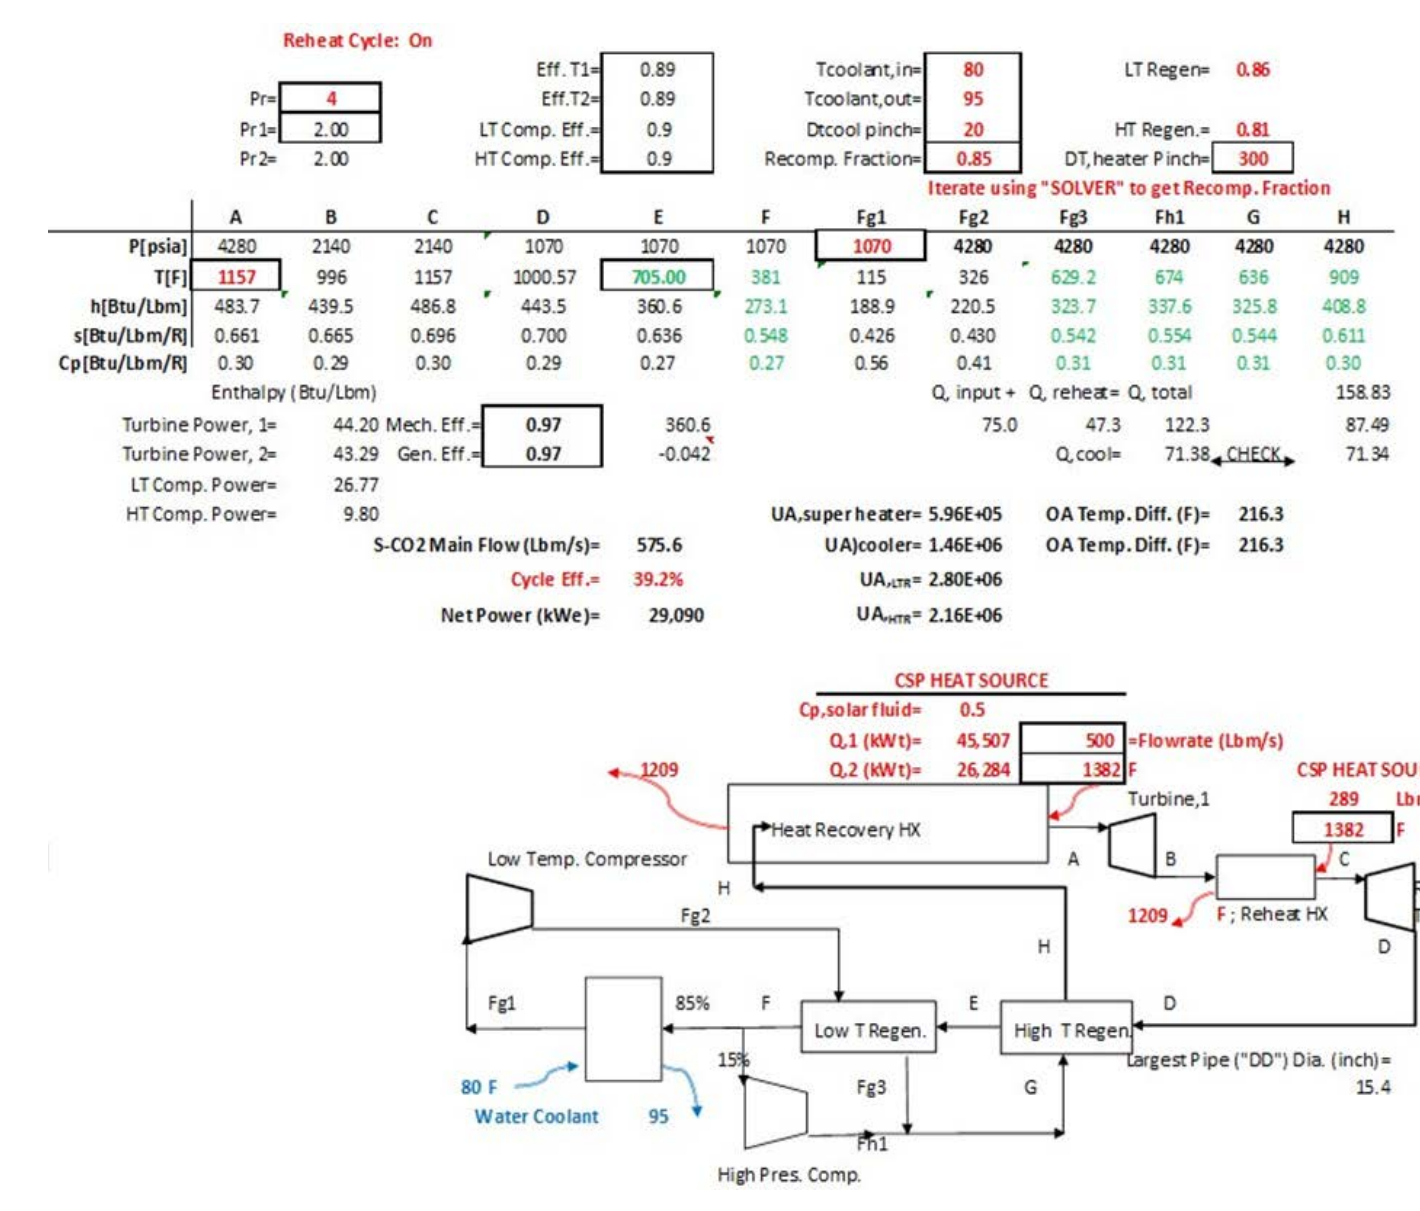 Reheat Cycle: On
Eff. T1= 0.89 Tcoolant,in= 80 LT Regen= 0.86
Pr= 4 Eff.T2= 0.89 Tcoolant,out= 95
Pr1= 2.00 LT Comp. Eff.= 0.9 Dtcool pinch= 20 HT Regen.= 0.81
Pr2= 2.00 HT Comp. Eff.= 0.9 Recomp. Fraction= 0.85 DT,heater Pinch= 300
Iterate using "SOLVER" to get Recomp. Fraction
A B C D E F Fg1 Fg2 Fg3 Fh1 G H
P[psia] 4280 2140 2140 1070 1070 1070 1070 4280 4280 4280 4280 4280
T[F] 1157 996 1157 1000.57 705.00 381 115 326 629.2 674 636 909
h[Btu/Lbm] 483.7 439.5 486.8 443.5 360.6 273.1 188.9 220.5 323.7 337.6 325.8 408.8
s[Btu/Lbm/R] 0.661 0.665 0.696 0.700 0.636 0.548 0.426 0.430 0.542 0.554 0.544 0.611
Cp[Btu/Lbm/R] 0.30 0.29 0.30 0.29 0.27 0.27 0.56 0.41 0.31 0.31 0.31 0.30
Enthalpy (Btu/Lbm) Q, input + Q, reheat= Q, total 158.83
Turbine Power, 1= 44.20 Mech. Eff.= 0.97 360.6 75.0 47.3 122.3 87.49
Turbine Power, 2= 43.29 Gen. Eff.= 0.97 -0.042 Q,cool= 71.38 CHECK 71.34
LT Comp. Power= 26.77
HT Comp. Power= 9.80 UA,super heater= 5.96E+05 OA Temp. Diff. (F)= 216.3
S-CO2 Main Flow (Lbm/s)= 575.6 UA)cooler= 1.46E+06 OA Temp. Diff. (F)= 216.3
Cycle Eff.= 39.2% UA,LTR= 2.80E+06
Net Power (kWe)= 29,090 UA,HTR= 2.16E+06
CSP HEAT SOURCE
Cp,solar fluid= 0.5
Q,1 (kWt)= 45,507 500 =Flowrate (Lbm/s)
1209 Q,2 (kWt)= 26,284 1382 F CSP HEAT SOU
Turbine,1 289 Lb
Heat Recovery HX 1382 F
Low Temp. Compressor A B C
H
Fg2 1209 F ; Reheat HX
H D
Fg1 85% F E D
Low T Regen. High T Regen.
15% Largest Pipe ("DD") Dia. (inch)=
80 F Fg3 G 15.4
Water Coolant 95
Fh1
High Pres. Comp.